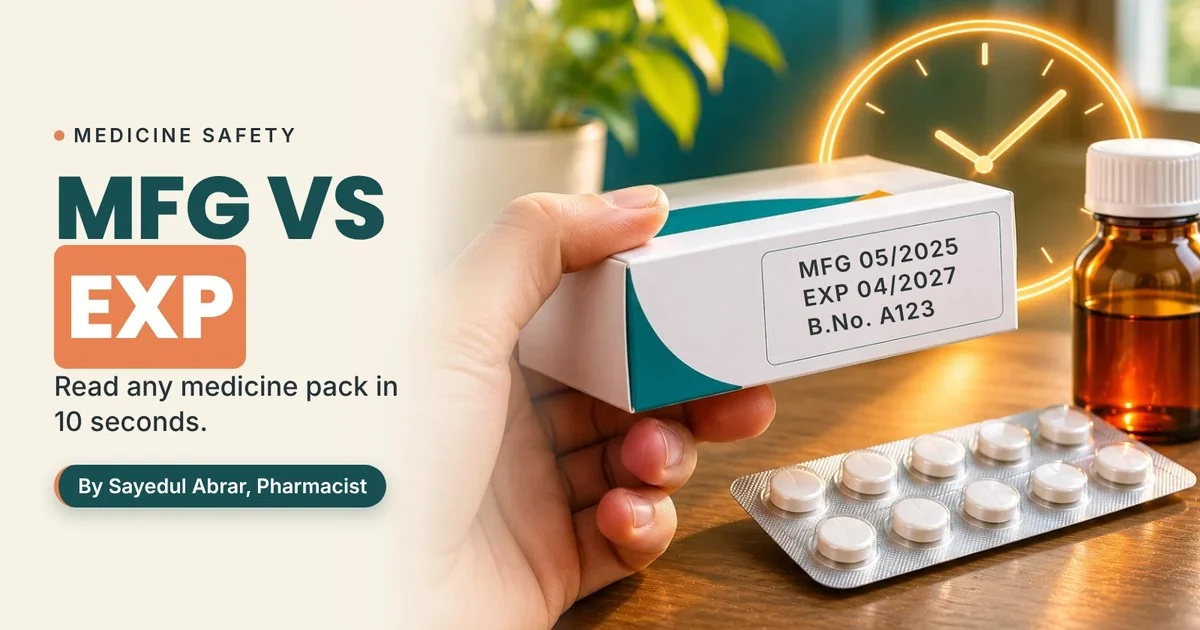 MEDICINE SAFETY
MFG VS
EXP
Read any medicine pack in
10 seconds.
By Sayedul Abrar, Pharmacist
MFG 05/2025
EXP 04/2027
B.No. A123